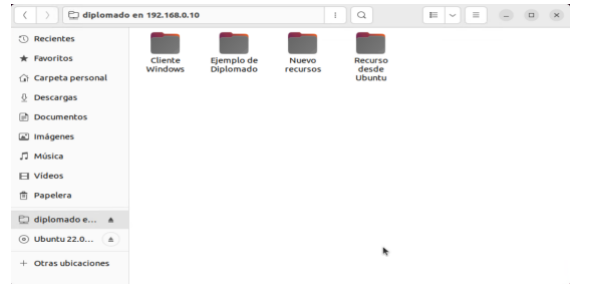 diplomado en 192.168.0.10
Recientes
Favoritos
Carpeta personal
Descargas
Documentos
Imágenes
Música
Vídeos
Papelera
diplomado e...
Ubuntu 22.0...
Otras ubicaciones
Cliente
Windows
Ejemplo de
Diplomado
Nuevo
recursos
Recurso
desde
Ubuntu